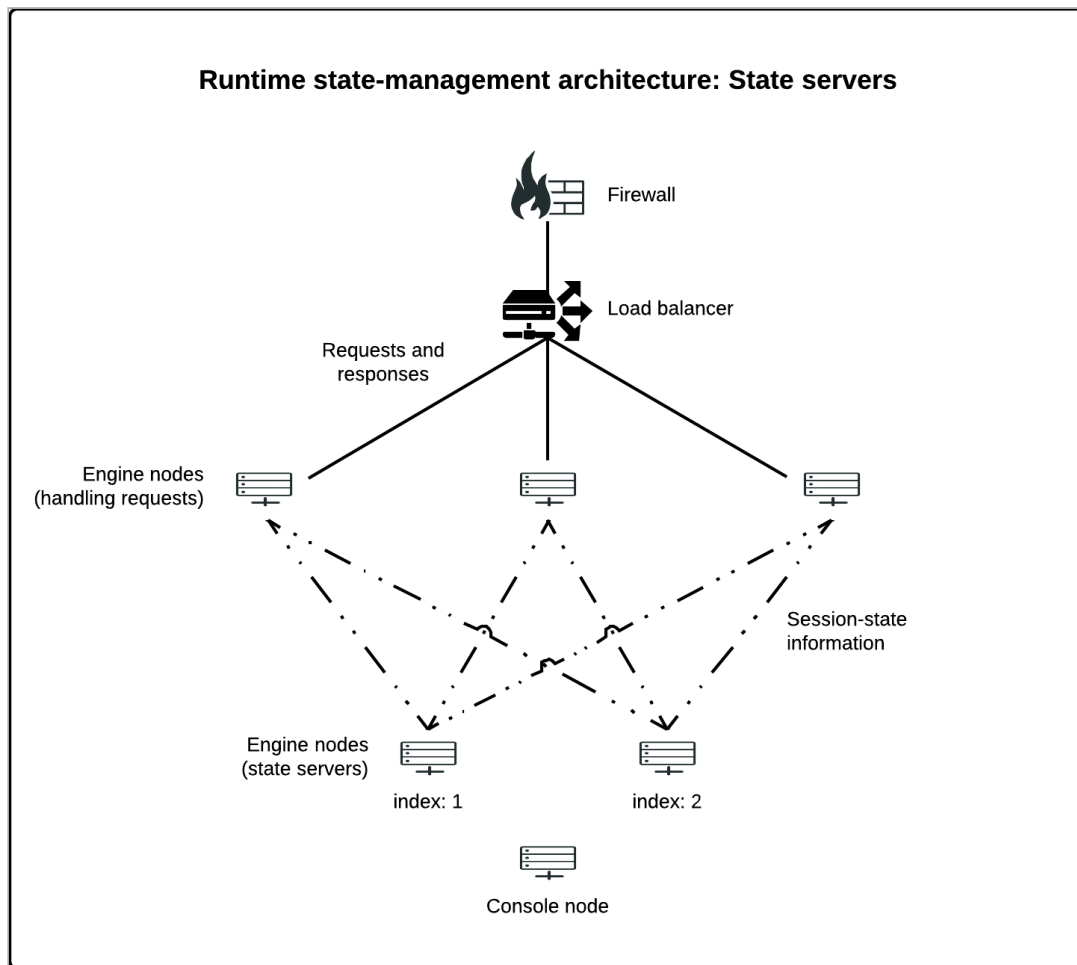 Runtime state-management architecture: State servers
Firewall
Load balancer
Requests and
responses
Engine nodes
(handling requests)
Session-state
information
Engine nodes
(state servers)
index: 1
index: 2
Console node